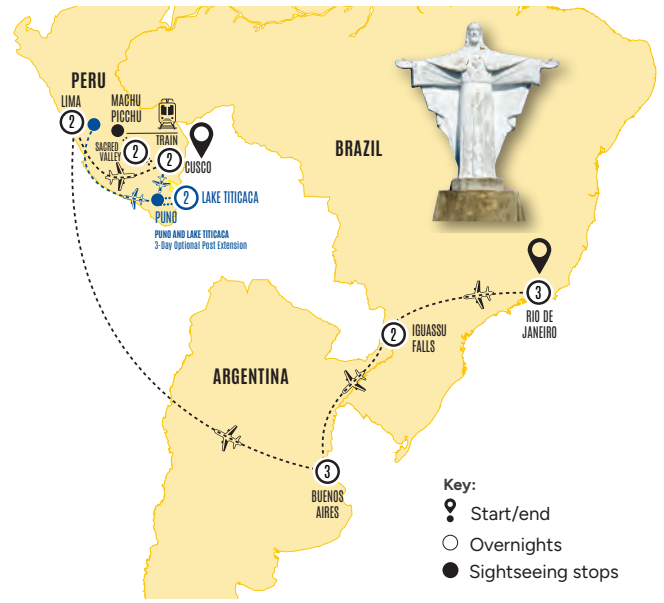 PERU
LIMA
2
MACHU
PICCHU
TRAIN
SACRED
VALLEY
2
2
CUSCO
2
LAKE TITICACA
PUNO
PUNO AND LAKE TITICACA
3-Day Optional Post Extension
BRAZIL
3
RIO DE
JANEIRO
2
IGUASSU
FALLS
ARGENTINA
3
BUENOS
AIRES
Key:
Start/end
Overnights
Sightseeing stops